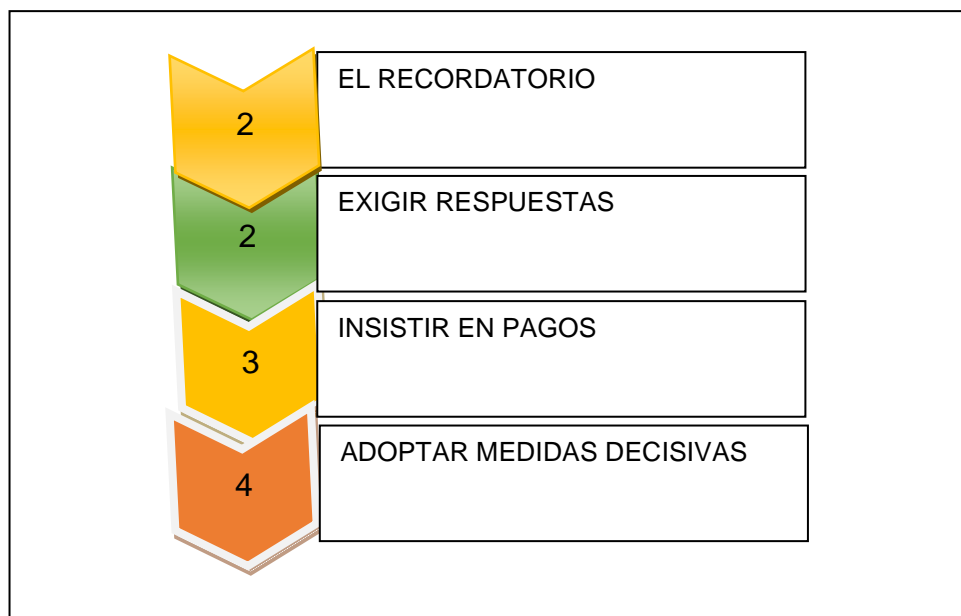 2
EL RECORDATORIO
2
EXIGIR RESPUESTAS
3
INSISTIR EN PAGOS
4
ADOPTAR MEDIDAS DECISIVAS